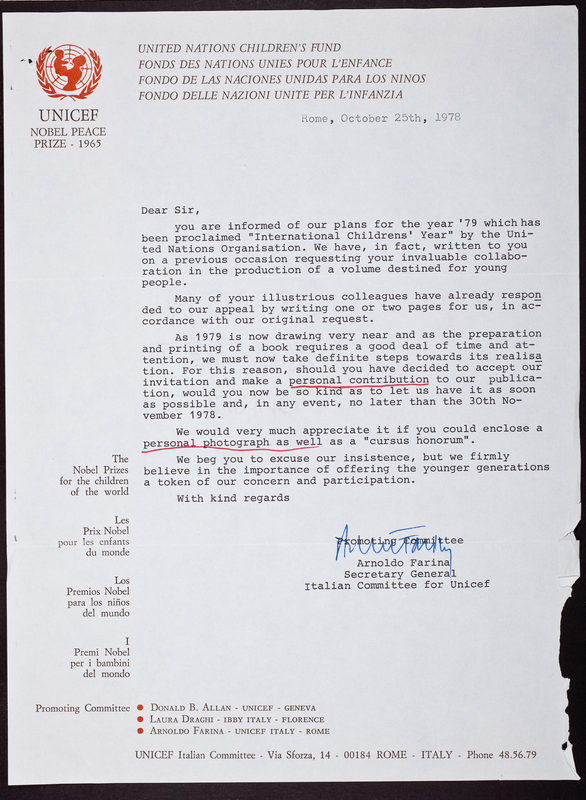 UNITED NATIONS CHILDREN'S FUND
FONDS DES NATIONS UNIES POUR L'ENFANCE
FONDO DE LAS NACIONES UNIDAS PARA LOS NINOS
FONDO DELLE NAZIONI UNITE PER L'INFANZIA
UNICEF
NOBEL PEACE
PRIZE - 1965
Rome, October 25th, 1978
Dear Sir,
you are informed of our plans for the year '79 which has
been proclaimed "International Childrens' Year" by the Uni-
ted Nations Organisation. We have, in fact, written to you
on a previous occasion requesting your invaluable collabo-
ration in the production of a volume destined for young
people.
Many of your illustrious colleagues have already respon
ded to our appeal by writing one or two pages for us, in ac-
cordance with our original request.
As 1979 is now drawing very near and as the preparation
and printing of a book requires a good deal of time and at-
tention, we must now take definite steps towards its realisa
tion. For this reason, should you have decided to accept our
invitation and make a personal contribution to our publica-
tion, would you now be so kind as to let us have it as soon
as possible and, in any event, no later than the 30th No-
vember 1978.
We would very much appreciate it if you could enclose a
personal photograph as well as a "cursus honorum".
We beg you to excuse our insistence, but we firmly
believe in the importance of offering the younger generations
a token of our concern and participation.
With kind regards
The
Nobel Prizes
for the children
of the world
Les
Prix Nobel
pour les enfants
du monde
Los
Premios Nobel
para los niños
del mundo
I
Premi Nobel
per i bambini
del mondo
Promoting Committee
Arnoldo Farina
Secretary General
Italian Committee for Unicef
Promoting Committee • DONALD B. ALLAN - UNICEF - GENEVA
• LAURA DRAGHI - IBBY ITALY - FLORENCE
• ARNOLDO FARINA - UNICEF ITALY - ROME
UNICEF Italian Committee - Via Sforza, 14 - 00184 ROME - ITALY - Phone 48.56.79